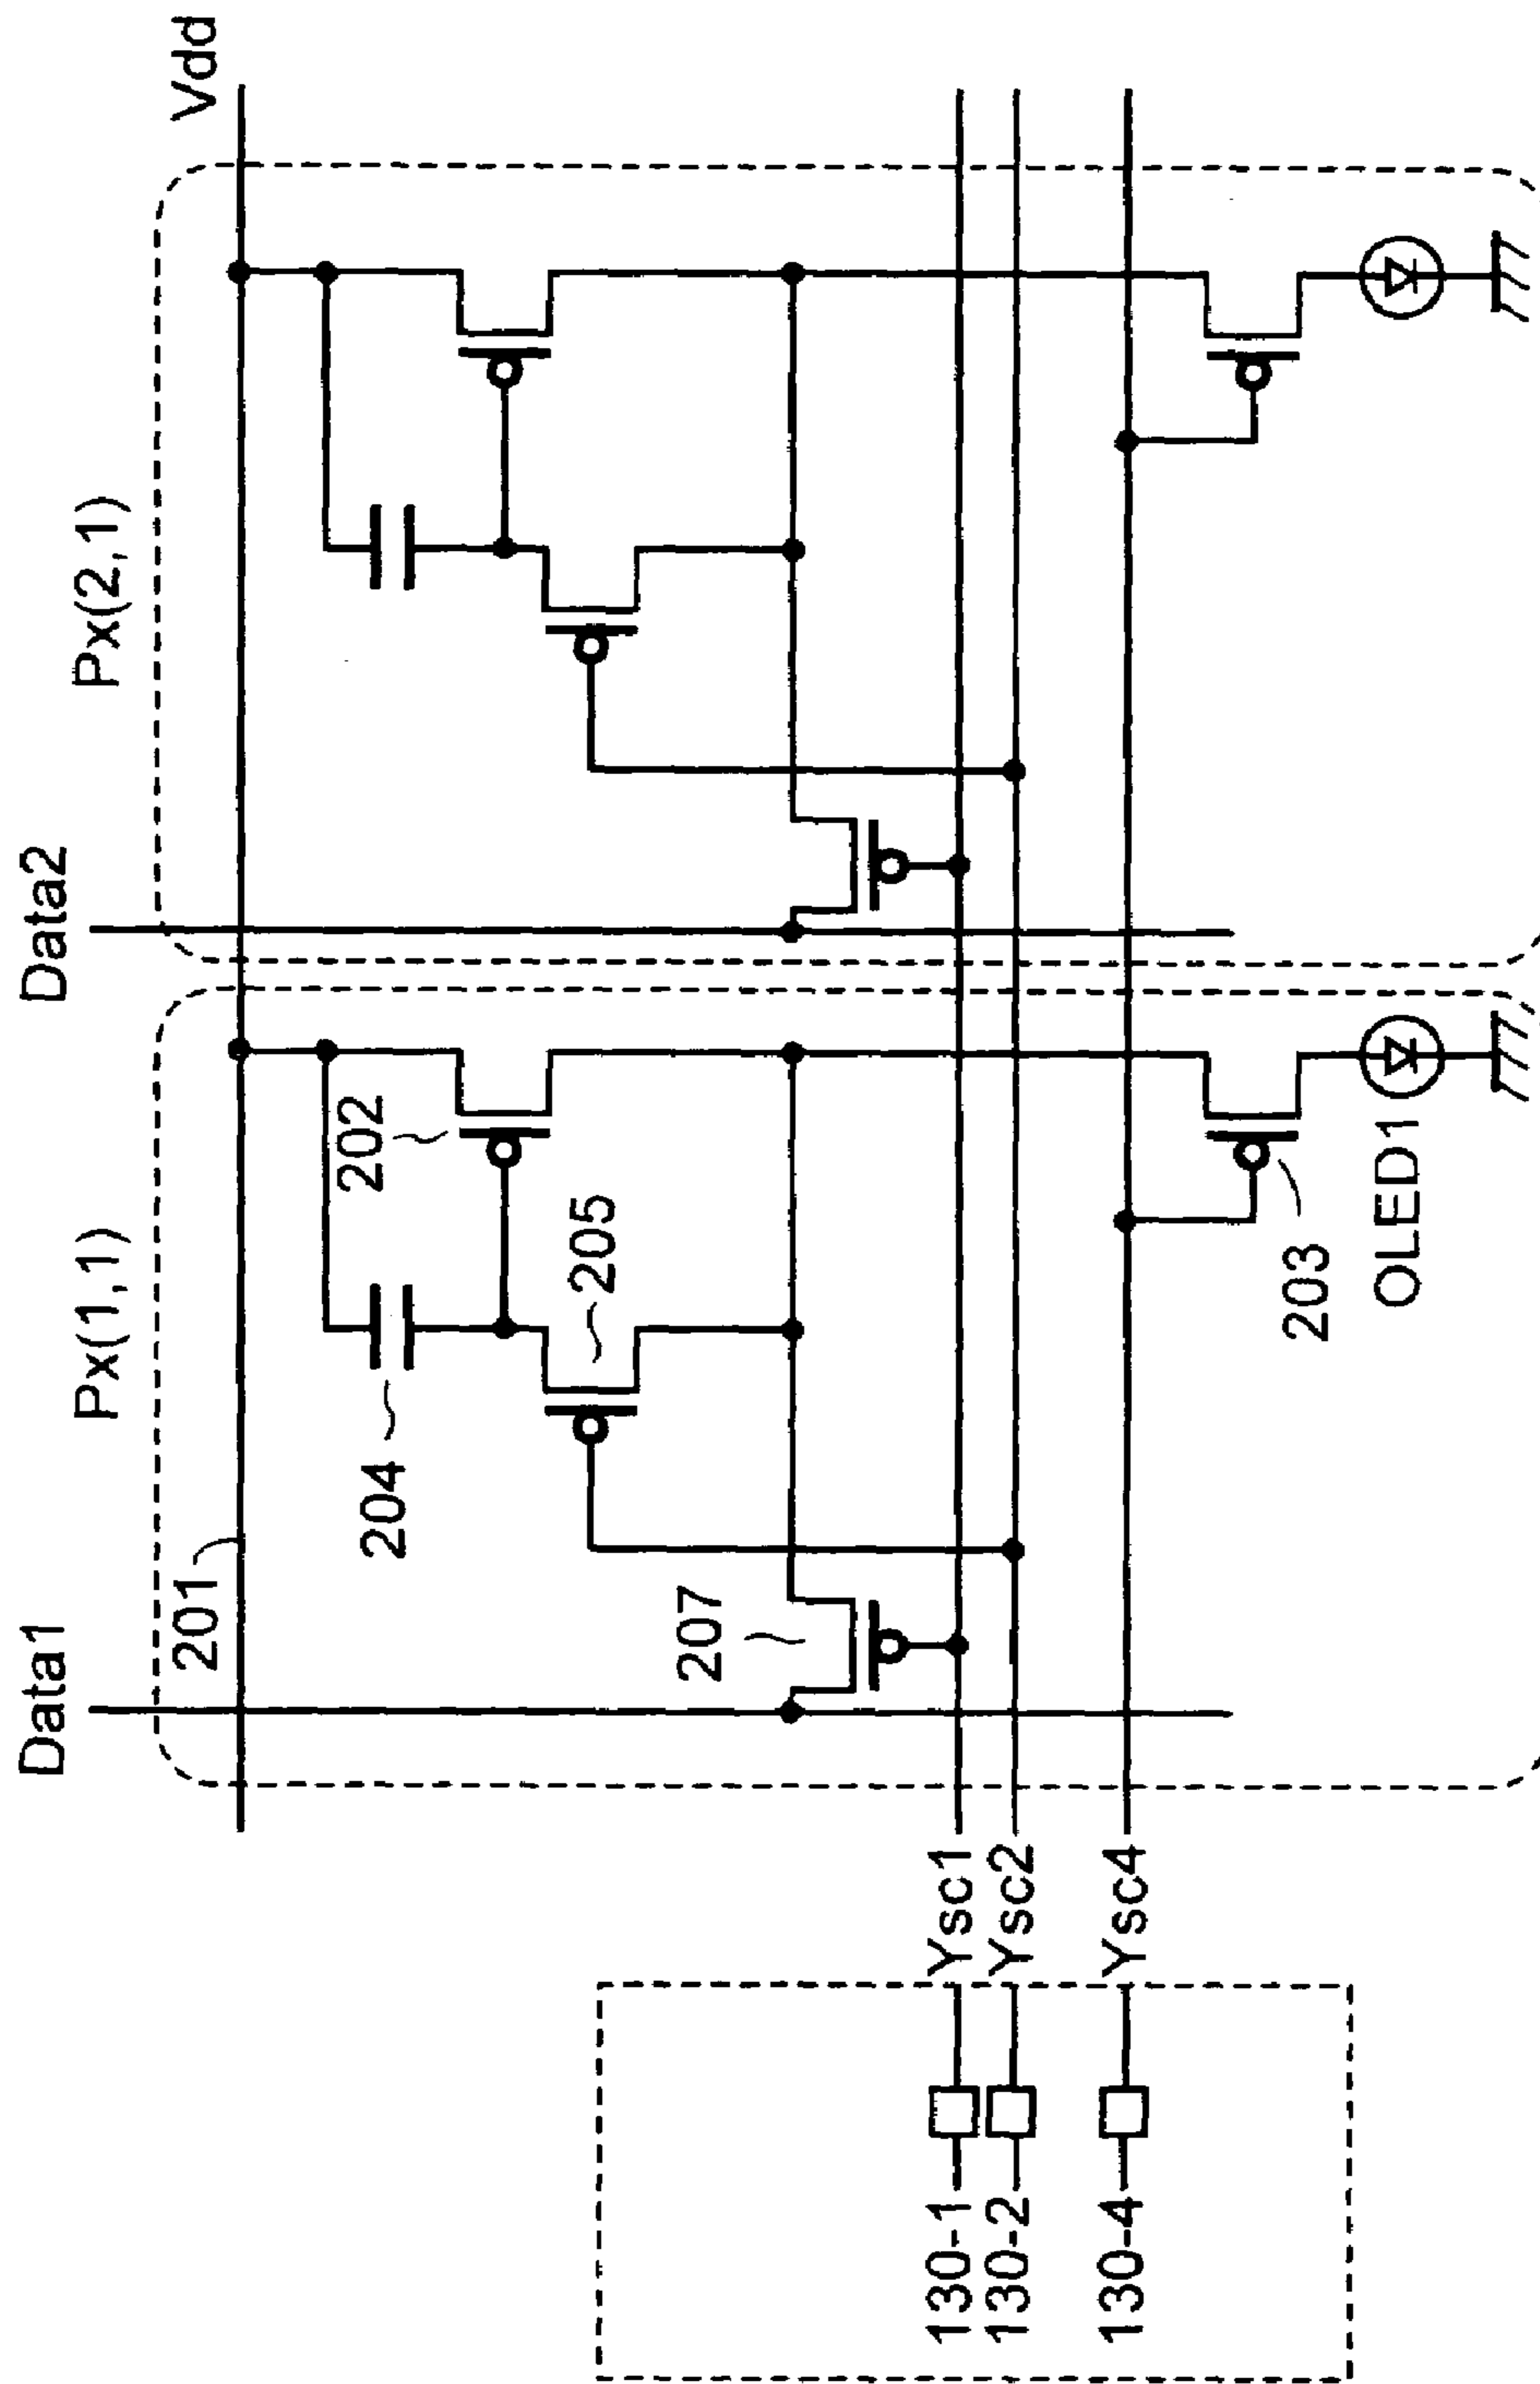 Data1
Data2
Px(1,1)
Px(2,1)
Vdd
201
202
204
205
207
Ysc1
Ysc2
Ysc4
130-1
130-2
130-4
203
OLED1